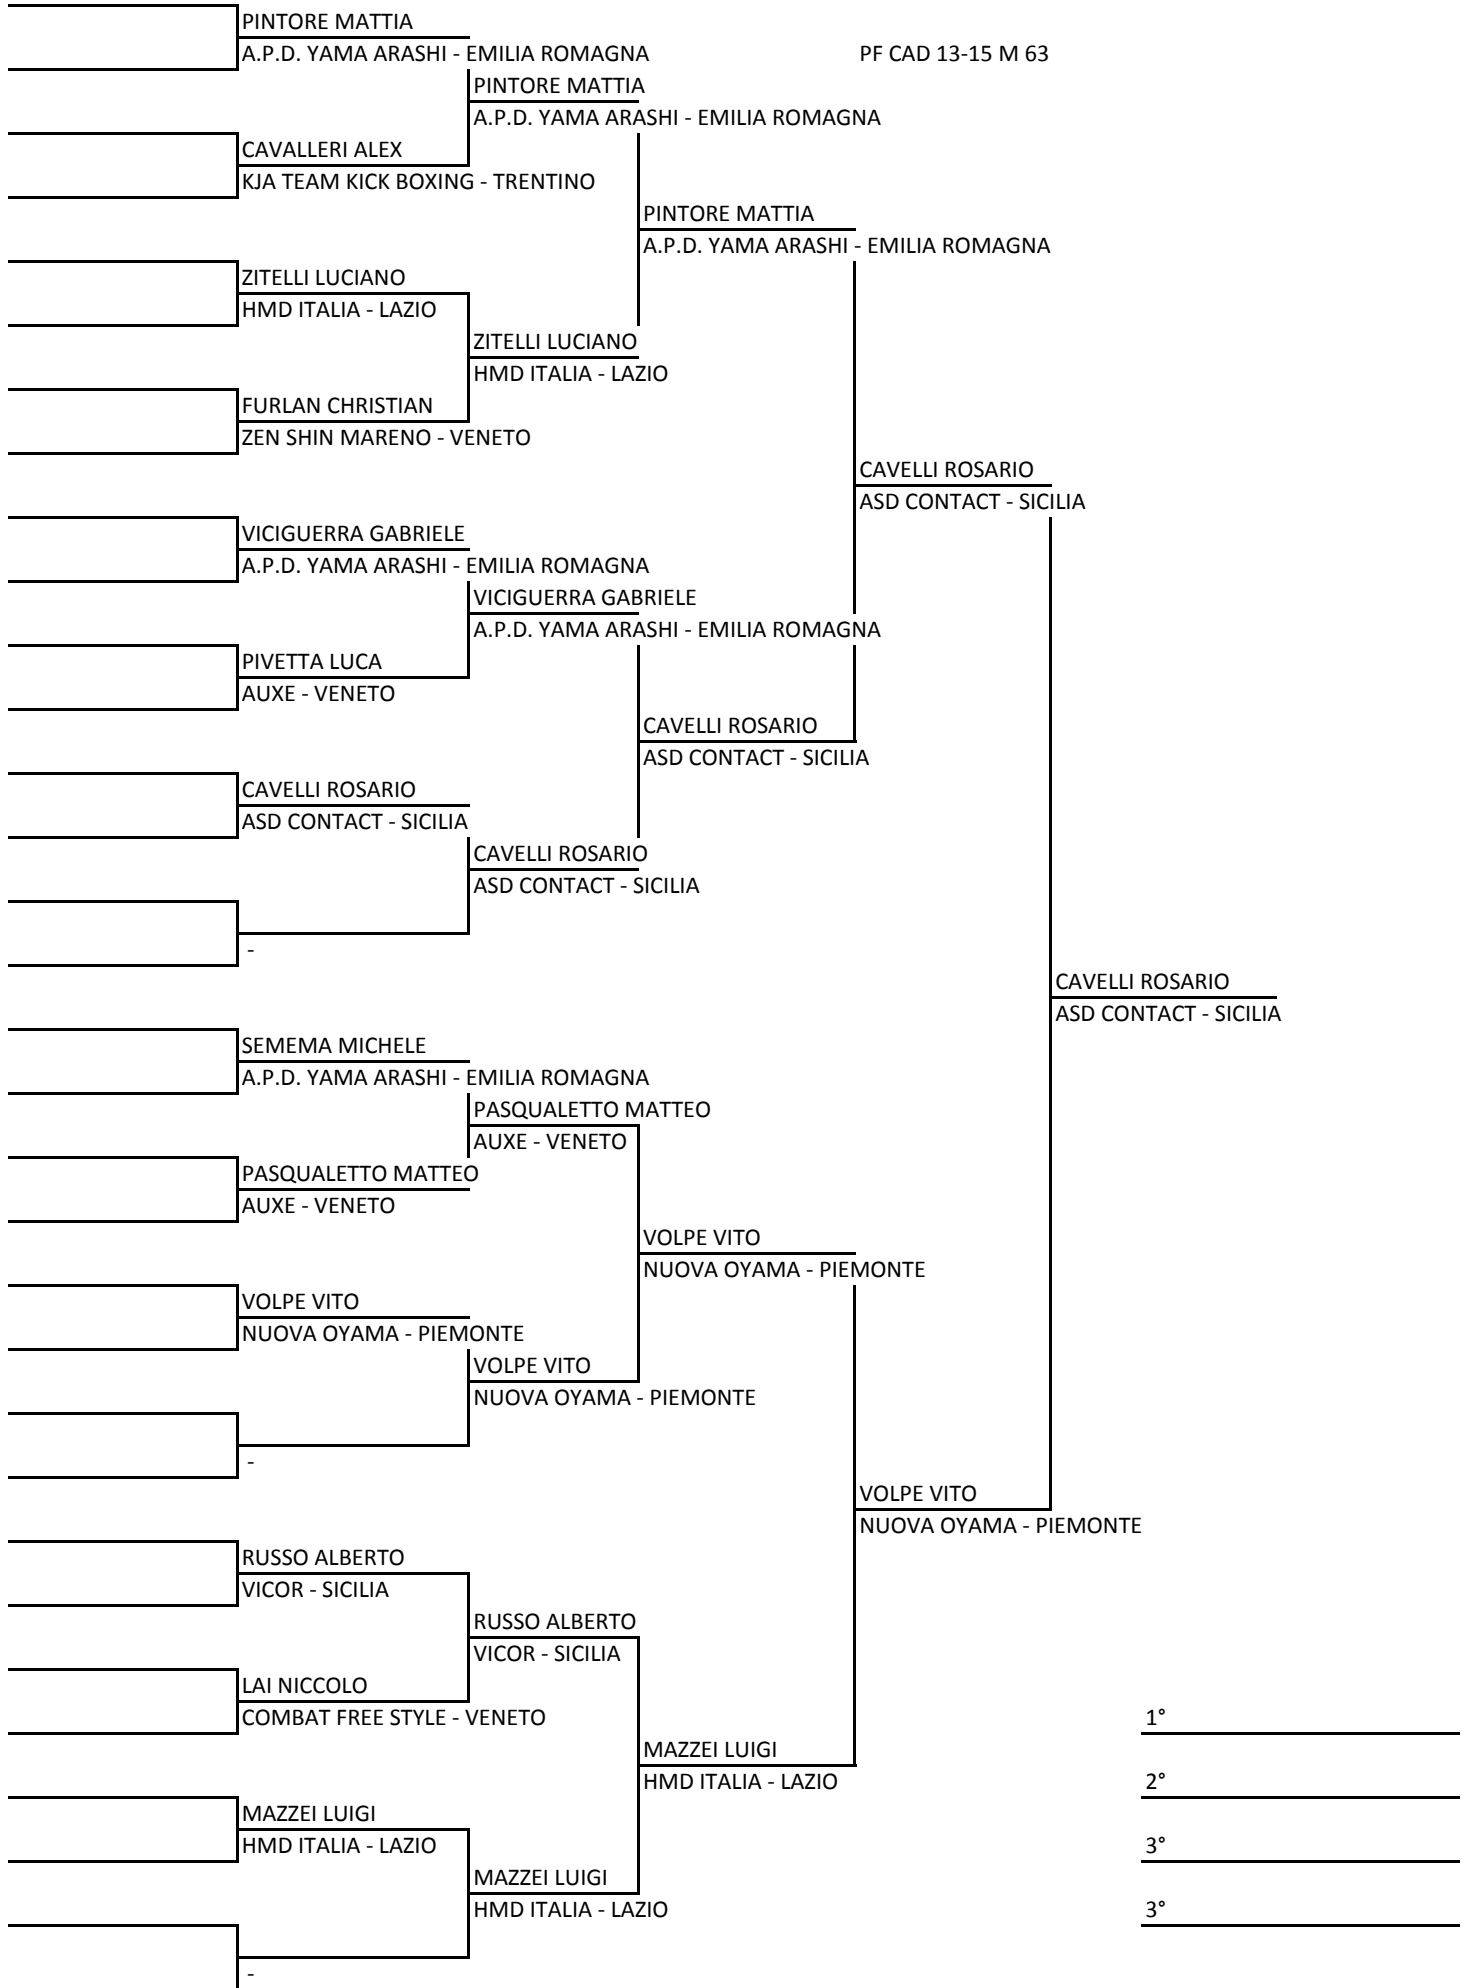 PINTORE MATTIA
A.P.D. YAMA ARASHI - EMILIA ROMAGNA
PF CAD 13-15 M 63
PINTORE MATTIA
A.P.D. YAMA ARASHI - EMILIA ROMAGNA
CAVALLERI ALEX
KJA TEAM KICK BOXING - TRENTINO
PINTORE MATTIA
A.P.D. YAMA ARASHI - EMILIA ROMAGNA
ZITELLI LUCIANO
HMD ITALIA - LAZIO
ZITELLI LUCIANO
HMD ITALIA - LAZIO
FURLAN CHRISTIAN
ZEN SHIN MARENO - VENETO
CAVELLI ROSARIO
ASD CONTACT - SICILIA
VICIGUERRA GABRIELE
A.P.D. YAMA ARASHI - EMILIA ROMAGNA
VICIGUERRA GABRIELE
A.P.D. YAMA ARASHI - EMILIA ROMAGNA
PIVETTA LUCA
AUXE - VENETO
CAVELLI ROSARIO
ASD CONTACT - SICILIA
CAVELLI ROSARIO
ASD CONTACT - SICILIA
CAVELLI ROSARIO
ASD CONTACT - SICILIA
-
CAVELLI ROSARIO
ASD CONTACT - SICILIA
SEMEMA MICHELE
A.P.D. YAMA ARASHI - EMILIA ROMAGNA
PASQUALETTO MATTEO
AUXE - VENETO
PASQUALETTO MATTEO
AUXE - VENETO
VOLPE VITO
NUOVA OYAMA - PIEMONTE
VOLPE VITO
NUOVA OYAMA - PIEMONTE
VOLPE VITO
NUOVA OYAMA - PIEMONTE
-
VOLPE VITO
NUOVA OYAMA - PIEMONTE
RUSSO ALBERTO
VICOR - SICILIA
RUSSO ALBERTO
VICOR - SICILIA
LAI NICCOLO
COMBAT FREE STYLE - VENETO
1°
MAZZEI LUIGI
HMD ITALIA - LAZIO
2°
MAZZEI LUIGI
HMD ITALIA - LAZIO
3°
MAZZEI LUIGI
HMD ITALIA - LAZIO
3°
-